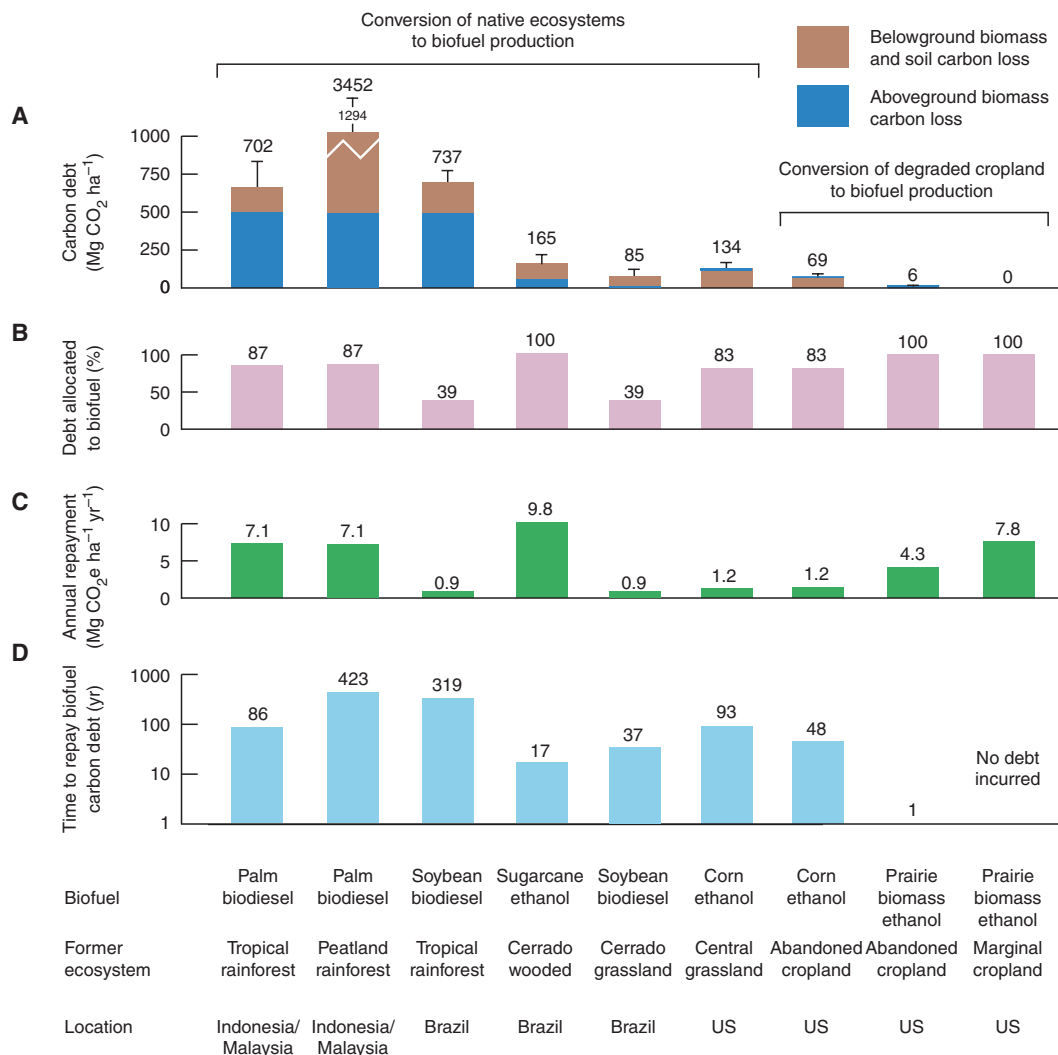 Conversion of native ecosystems
to biofuel production
Belowground biomass
and soil carbon loss
Aboveground biomass
carbon loss
Conversion of degraded cropland
to biofuel production
A
Carbon debt
(Mg CO2 ha−1)
1000
750
500
250
0
702
3452
1294
737
165
85
134
69
6
0
B
Debt allocated
to biofuel (%)
100
50
0
87
87
39
100
39
83
83
100
100
C
Annual repayment
(Mg CO2e ha−1 yr−1)
10
5
0
7.1
7.1
0.9
9.8
0.9
1.2
1.2
4.3
7.8
D
Time to repay biofuel
carbon debt (yr)
1000
100
10
1
86
423
319
17
37
93
48
1
No debt
incurred
Biofuel
Palm
biodiesel
Palm
biodiesel
Soybean
biodiesel
Sugarcane
ethanol
Soybean
biodiesel
Corn
ethanol
Corn
ethanol
Prairie
biomass
ethanol
Prairie
biomass
ethanol
Former
ecosystem
Tropical
rainforest
Peatland
rainforest
Tropical
rainforest
Cerrado
wooded
Cerrado
grassland
Central
grassland
Abandoned
cropland
Abandoned
cropland
Marginal
cropland
Location
Indonesia/
Malaysia
Indonesia/
Malaysia
Brazil
Brazil
Brazil
US
US
US
US